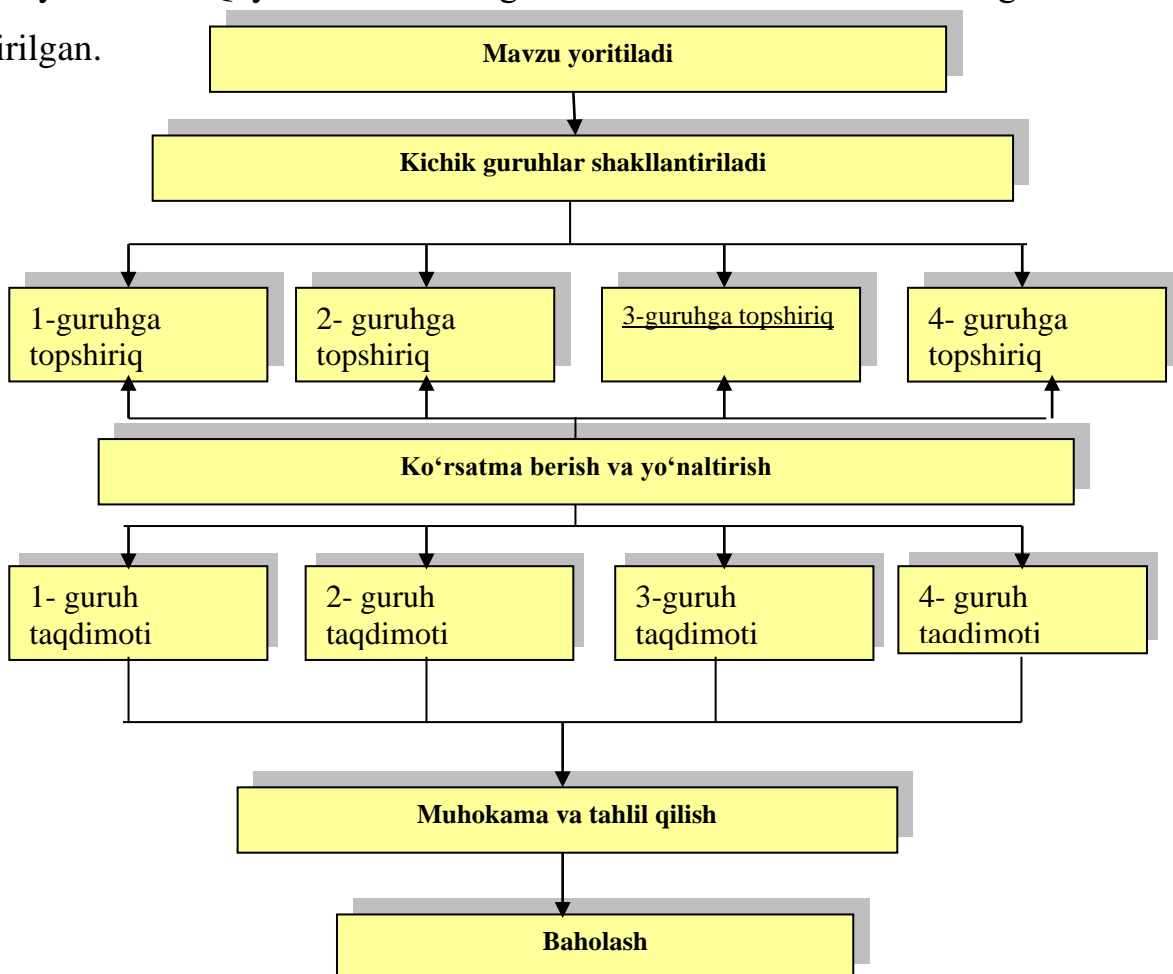 irilgan.
Mavzu yoritiladi
Kichik guruhlar shakllantiriladi
1-guruhga
topshiriq
2- guruhga
topshiriq
3-guruhga topshiriq
4- guruhga
topshiriq
Ko‘rsatma berish va yo‘naltirish
1- guruh
taqdimoti
2- guruh
taqdimoti
3-guruh
taqdimoti
4- guruh
taqdimoti
Muhokama va tahlil qilish
Baholash